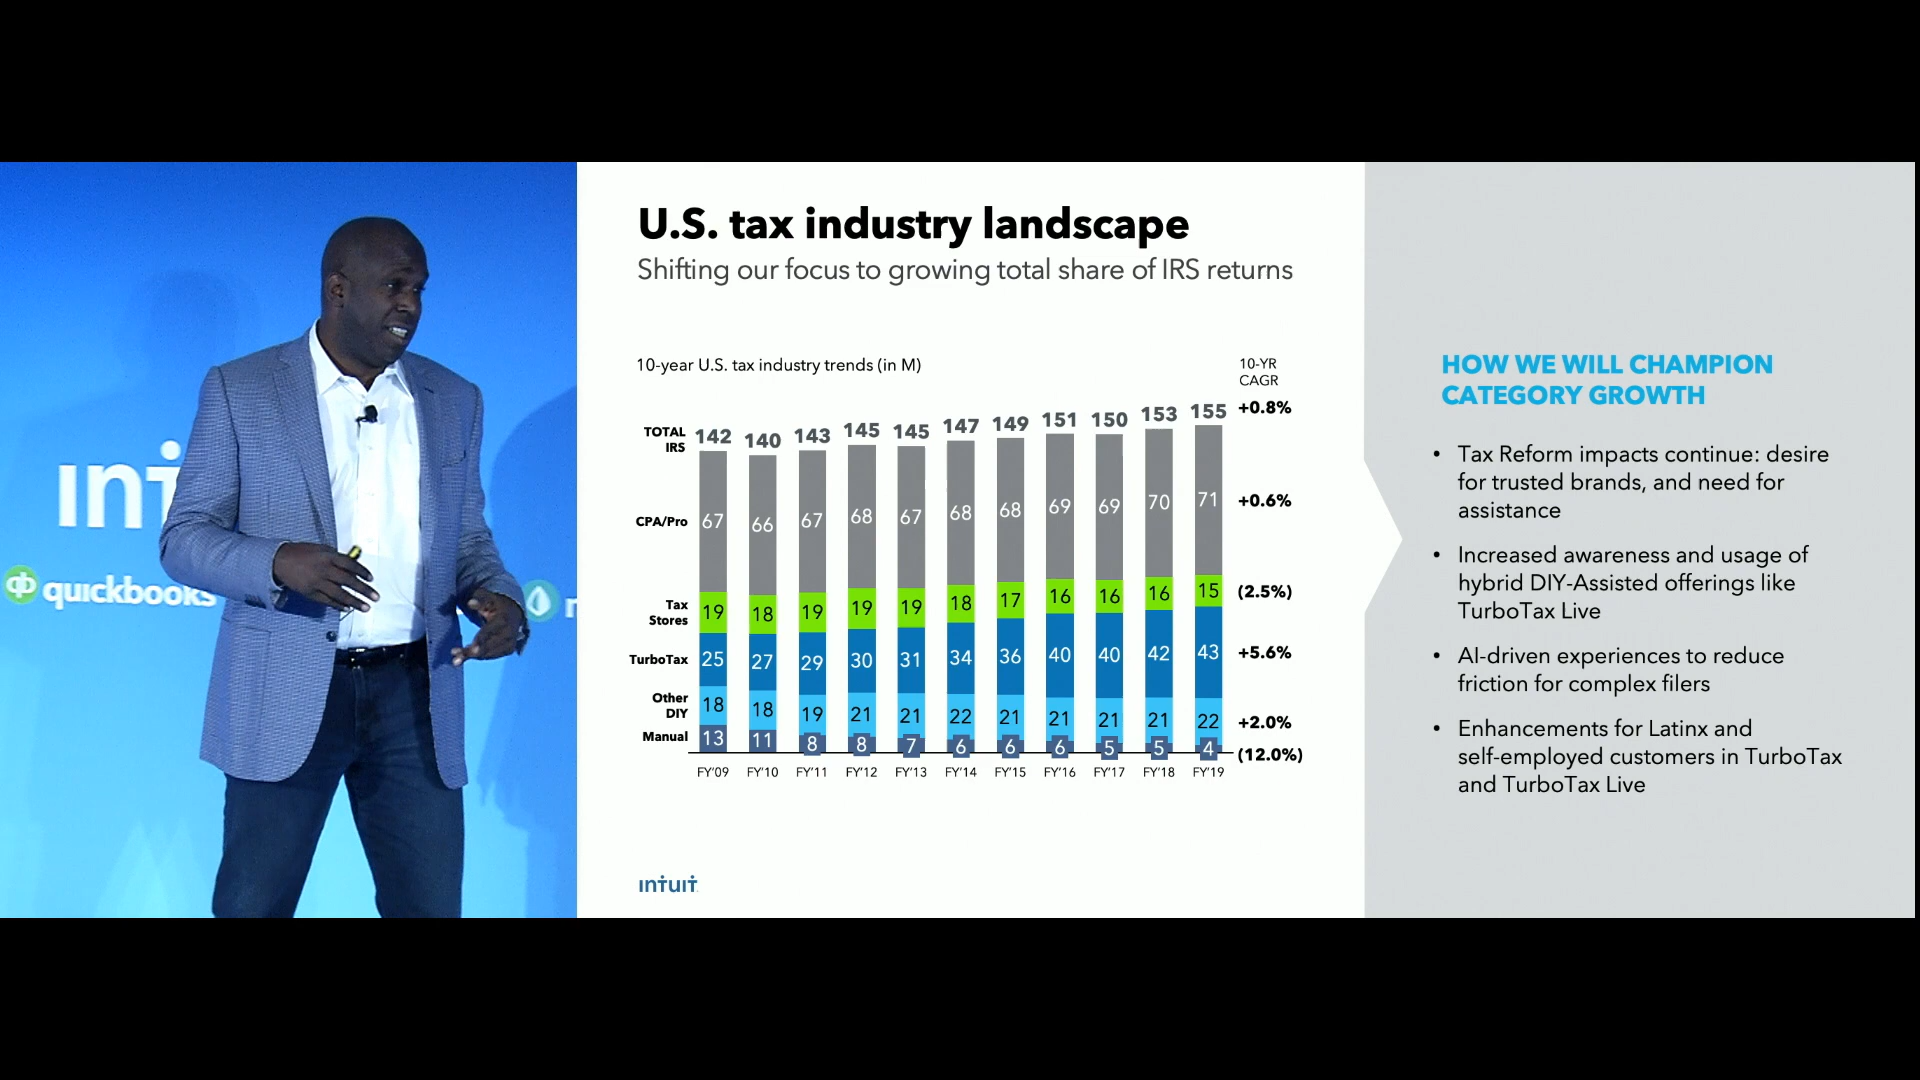 ıntuı
quickbooks
U.S. tax industry landscape
Shifting our focus to growing total share of IRS returns
10-year U.S. tax industry trends (in M)
10-YR
CAGR
TOTAL
IRS
142 140 143 145 145 147 149 151 150 153 155 +0.8%
CPA/Pro 67 66 67 68 67 68 68 69 69 70 71 +0.6%
Tax
Stores
19 18 19 19 19 18 17 16 16 16 15 (2.5%)
TurboTax 25 27 29 30 31 34 36 40 40 42 43 +5.6%
Other
DIY
18 18 19 21 21 22 21 21 21 21 22 +2.0%
Manual 13 11 8 8 7 6 6 6 5 5 4 (12.0%)
FY'09 FY'10 FY'11 FY'12 FY'13 FY'14 FY'15 FY'16 FY'17 FY'18 FY'19
intuit
HOW WE WILL CHAMPION
CATEGORY GROWTH
• Tax Reform impacts continue: desire
for trusted brands, and need for
assistance
• Increased awareness and usage of
hybrid DIY-Assisted offerings like
TurboTax Live
• AI-driven experiences to reduce
friction for complex filers
• Enhancements for Latinx and
self-employed customers in TurboTax
and TurboTax Live